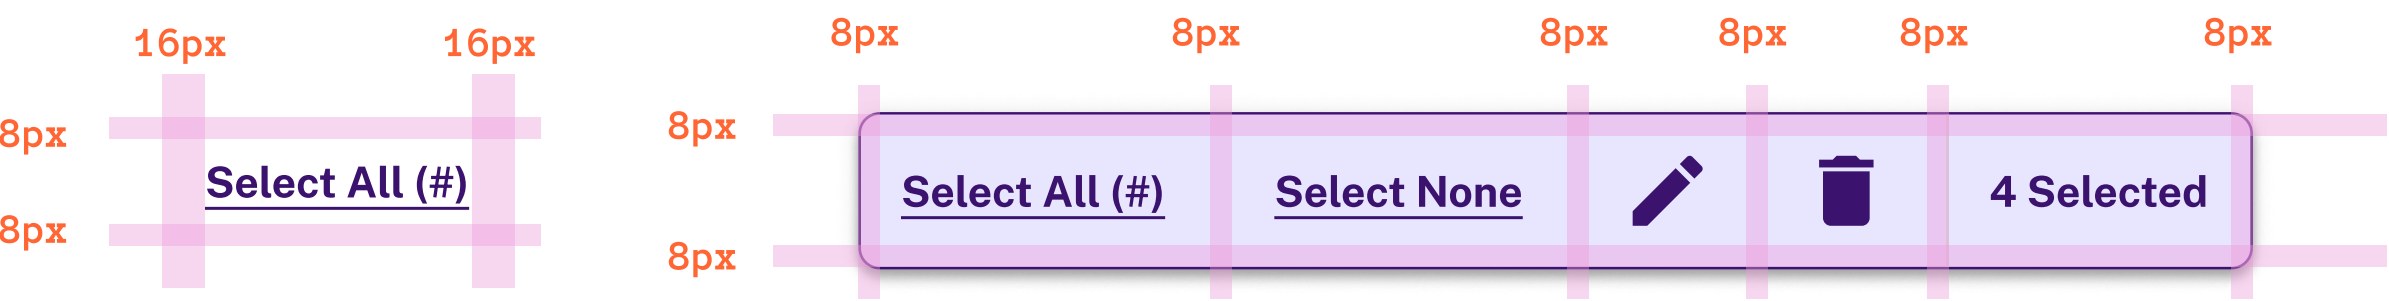 16px 16px
8px
Select All (#)
8px
8px 8px 8px 8px 8px 8px
8px
Select All (#) Select None 4 Selected
8px